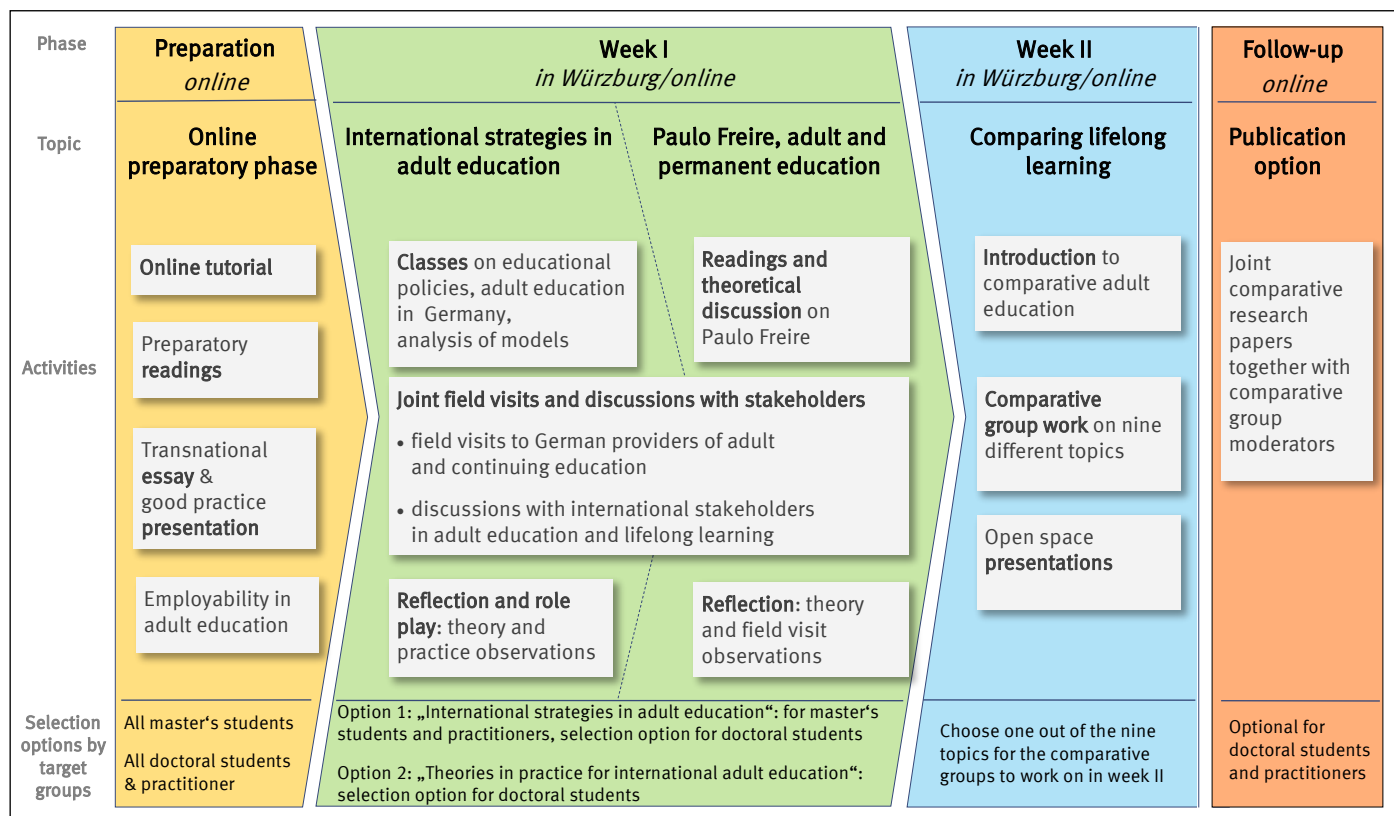 Phase
Preparation
online
Week I
in Würzburg/online
Week II
in Würzburg/online
Follow-up
online
Topic
Online
preparatory phase
International strategies in
adult education
Paulo Freire, adult and
permanent education
Comparing lifelong
learning
Publication
option
Activities
Online tutorial
Preparatory
readings
Transnational
essay &
good practice
presentation
Employability in
adult education
Classes on educational
policies, adult education
in Germany,
analysis of models
Readings and
theoretical
discussion on
Paulo Freire
Joint field visits and discussions with stakeholders
• field visits to German providers of adult
and continuing education
• discussions with international stakeholders
in adult education and lifelong learning
Reflection and role
play: theory and
practice observations
Reflection: theory
and field visit
observations
Introduction to
comparative adult
education
Comparative
group work on nine
different topics
Open space
presentations
Joint
comparative
research
papers
together with
comparative
group
moderators
Selection
options by
target
groups
All master‘s students
All doctoral students
& practitioner
Option 1: „International strategies in adult education“: for master‘s
students and practitioners, selection option for doctoral students
Option 2: „Theories in practice for international adult education“:
selection option for doctoral students
Choose one out of the nine
topics for the comparative
groups to work on in week II
Optional for
doctoral students
and practitioners